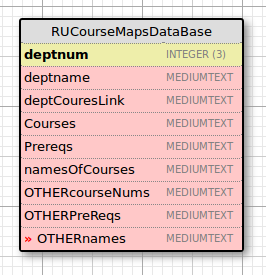 RUCourseMapsDataBase
deptnum INTEGER (3)
deptname MEDIUMTEXT
deptCouresLink MEDIUMTEXT
Courses MEDIUMTEXT
Prereqs MEDIUMTEXT
namesOfCourses MEDIUMTEXT
OTHERcourseNums MEDIUMTEXT
OTHERPreReqs MEDIUMTEXT
» OTHERnames MEDIUMTEXT